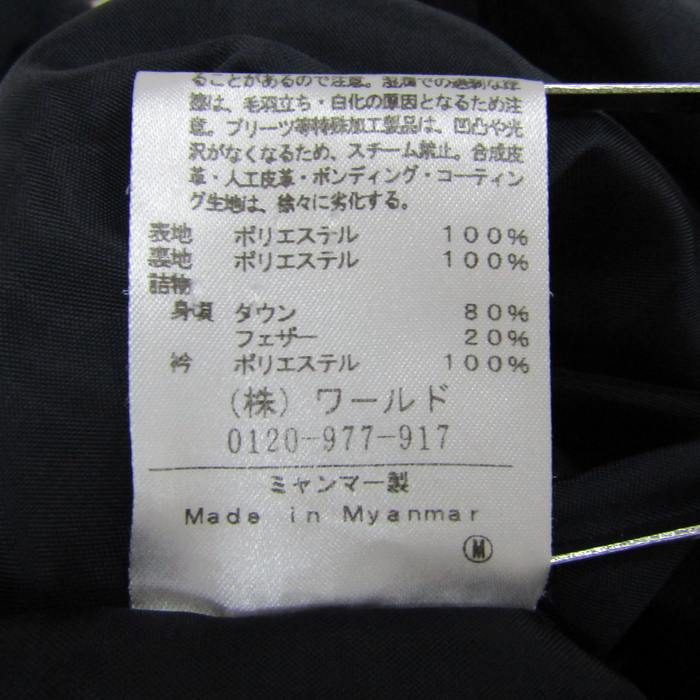 ることがあるので注意。湿潤での過剰な摩
擦は、毛羽立ち・白化の原因となるため注
意。プリーツ等特殊加工製品は、凹凸や光
沢がなくなるため、スチーム禁止。合成皮
革・人工皮革・ボンディング・コーティン
グ生地は、徐々に劣化する。
表地 ポリエステル 100%
裏地 ポリエステル 100%
詰物
身頃 ダウン 80%
フェザー 20%
衿 ポリエステル 100%
(株) ワールド
0120-977-917
ミャンマー製
Made in Myanmar
M